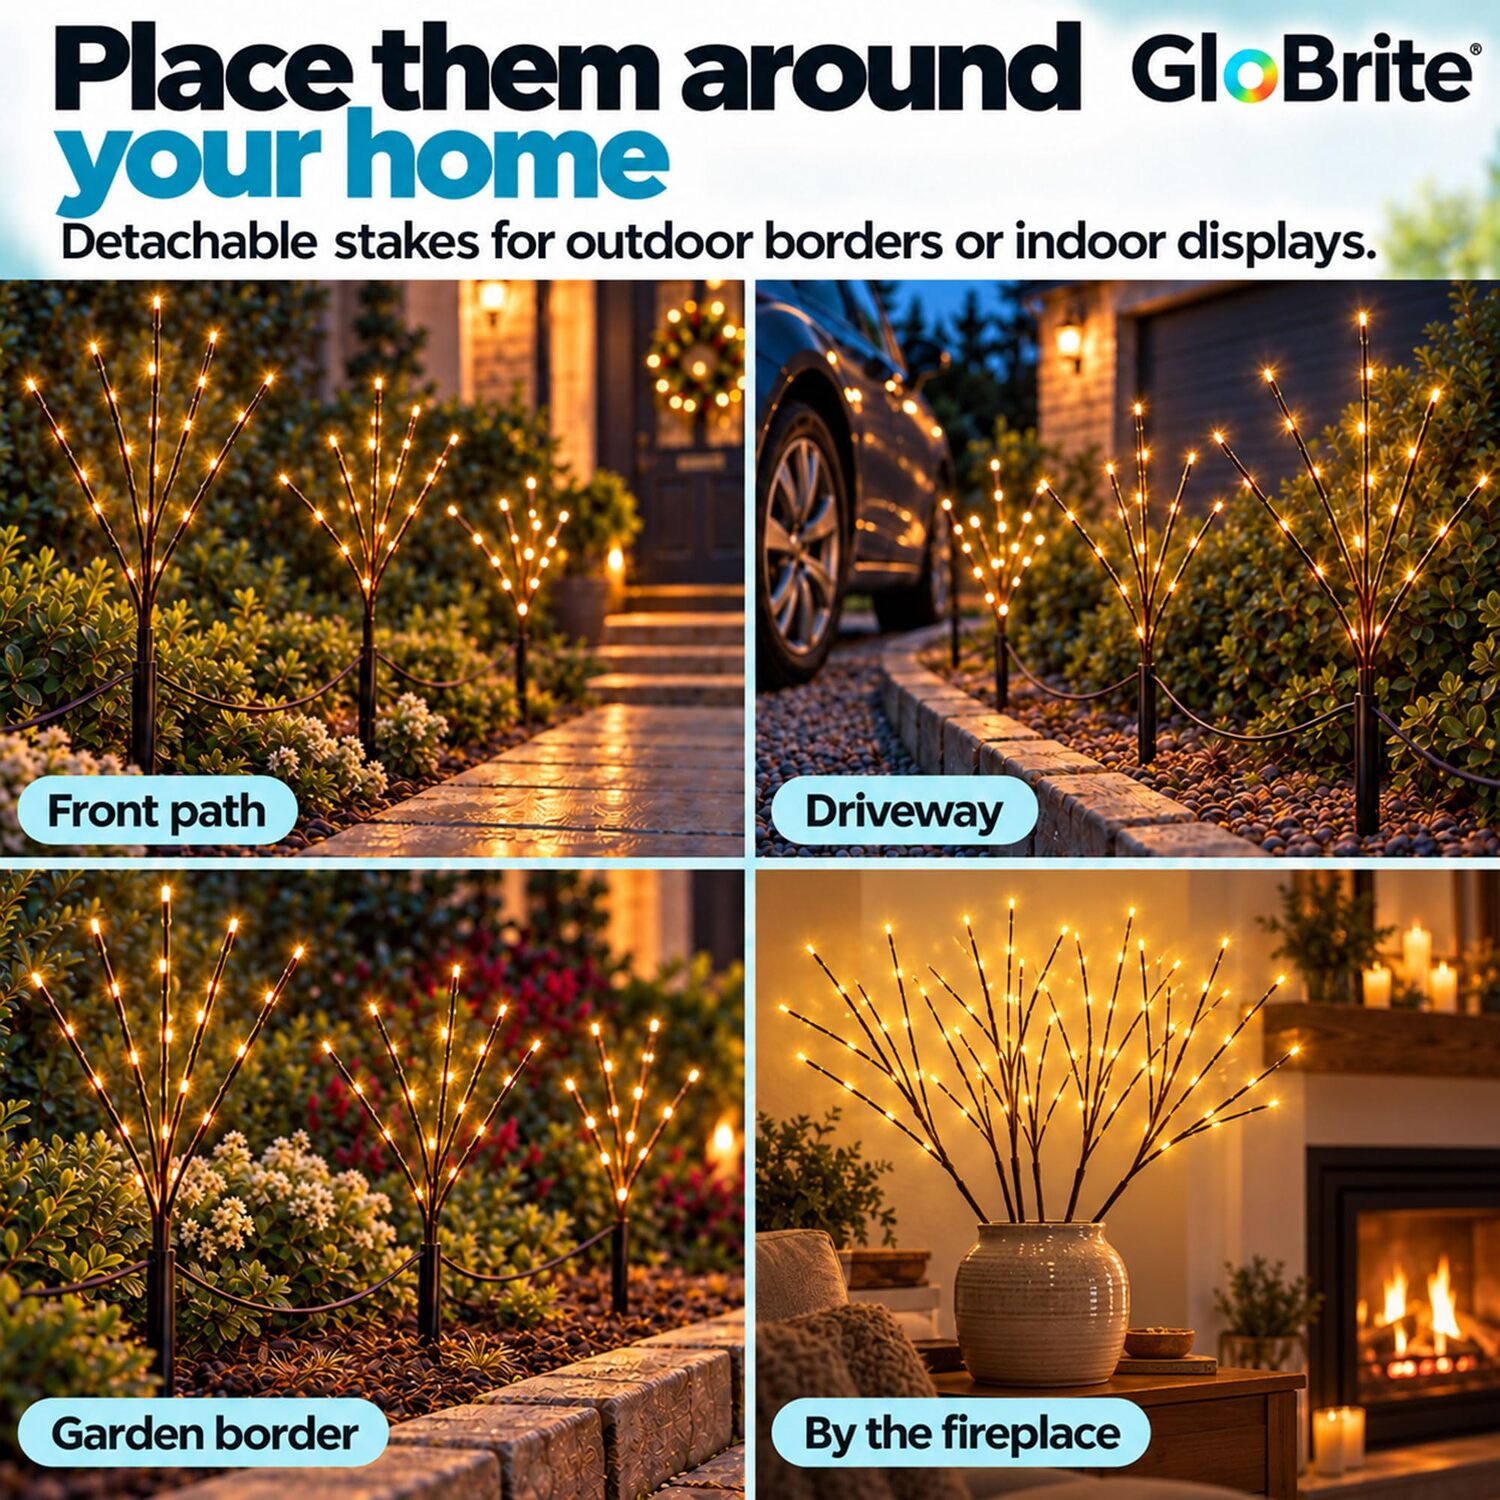 Place them around
your home
GloBrite®
Detachable stakes for outdoor borders or indoor displays.
Front path
Driveway
Garden border
By the fireplace